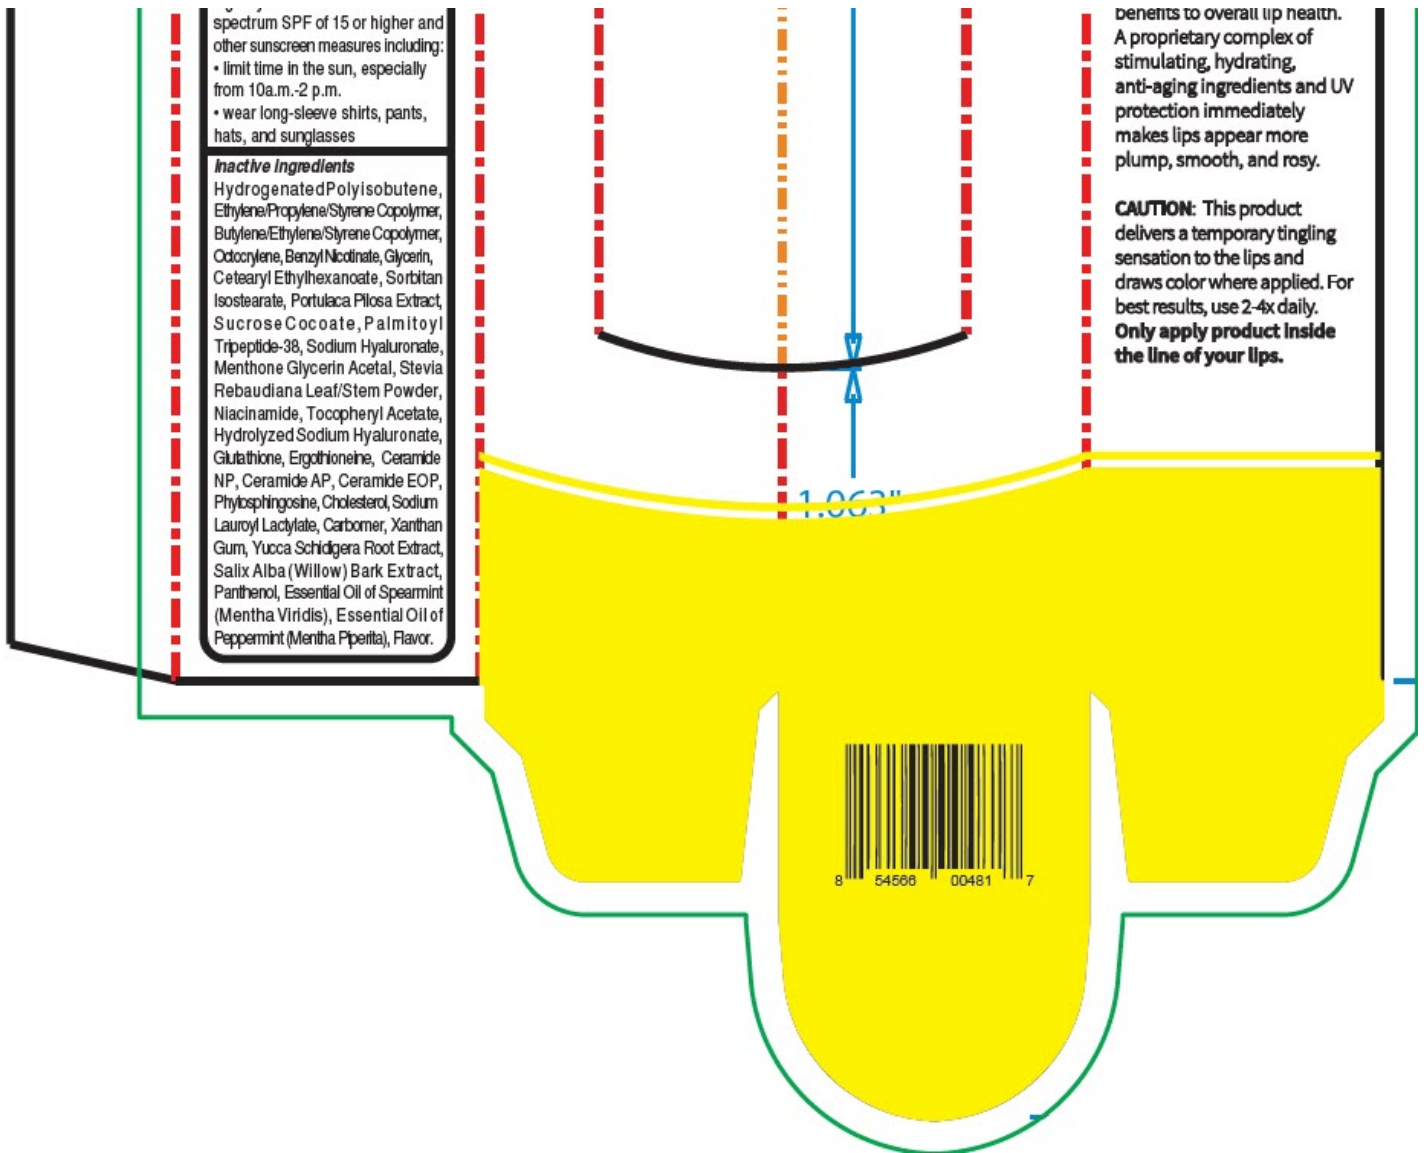 spectrum SPF of 15 or higher and
other sunscreen measures including:
• limit time in the sun, especially
from 10a.m.-2 p.m.
• wear long-sleeve shirts, pants,
hats, and sunglasses
Inactive ingredients
Hydrogenated Polyisobutene,
Ethylene/Propylene/Styrene Copolymer,
Butylene/Ethylene/Styrene Copolymer,
Octocrylene, Benzyl Nicotinate, Glycerin,
Cetearyl Ethylhexanoate, Sorbitan
Isostearate, Portulaca Pilosa Extract,
Sucrose Cocoate, Palmitoyl
Tripeptide-38, Sodium Hyaluronate,
Menthone Glycerin Acetal, Stevia
Rebaudiana Leaf/Stem Powder,
Niacinamide, Tocopheryl Acetate,
Hydrolyzed Sodium Hyaluronate,
Glutathione, Ergothioneine, Ceramide
NP, Ceramide AP, Ceramide EOP,
Phytosphingosine, Cholesterol, Sodium
Lauroyl Lactylate, Carbomer, Xanthan
Gum, Yucca Schidigera Root Extract,
Salix Alba (Willow) Bark Extract,
Panthenol, Essential Oil of Spearmint
(Mentha Viridis), Essential Oil of
Peppermint (Mentha Piperita), Flavor.
1.063"
benefits to overall lip health.
A proprietary complex of
stimulating, hydrating,
anti-aging ingredients and UV
protection immediately
makes lips appear more
plump, smooth, and rosy.
CAUTION: This product
delivers a temporary tingling
sensation to the lips and
draws color where applied. For
best results, use 2-4x daily.
Only apply product inside
the line of your lips.
8 54566 00481 7